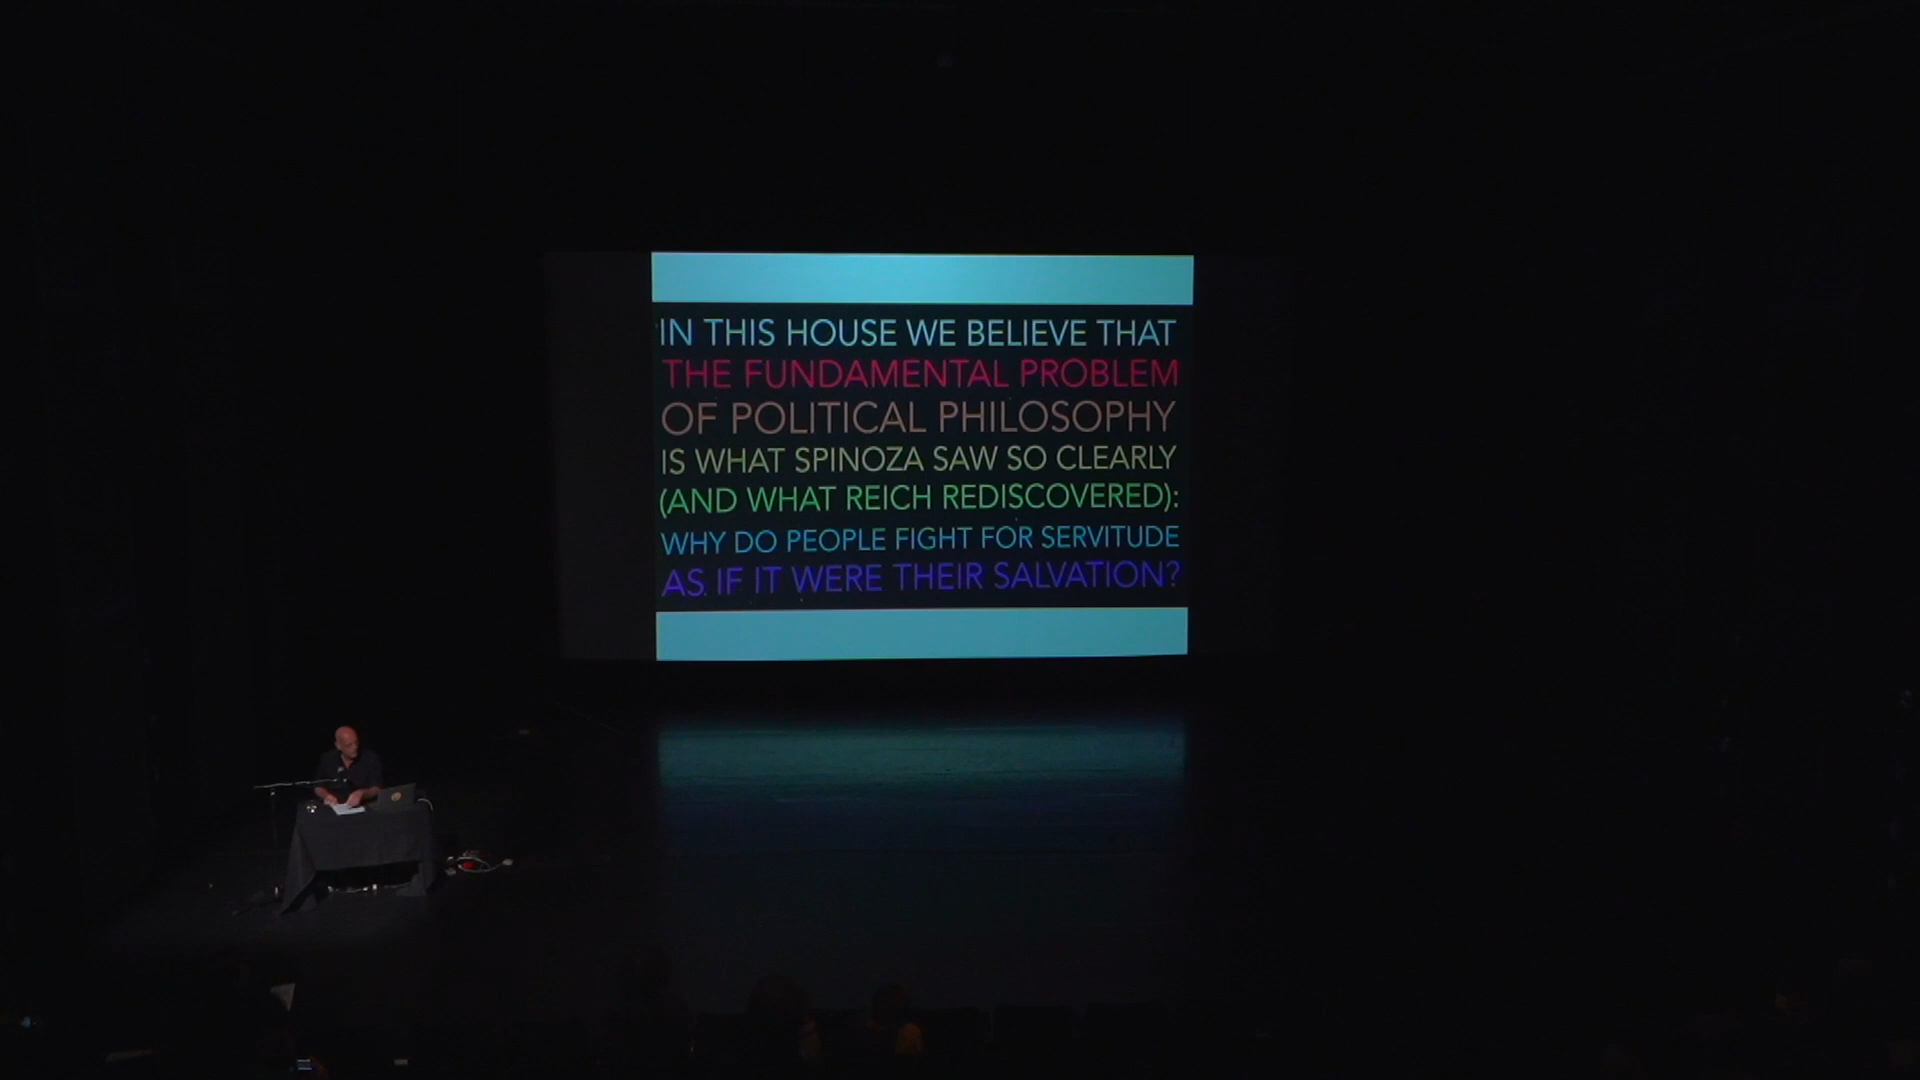 IN THIS HOUSE WE BELIEVE THAT
THE FUNDAMENTAL PROBLEM
OF POLITICAL PHILOSOPHY
IS WHAT SPINOZA SAW SO CLEARLY
(AND WHAT REICH REDISCOVERED):
WHY DO PEOPLE FIGHT FOR SERVITUDE
AS IF IT WERE THEIR SALVATION?